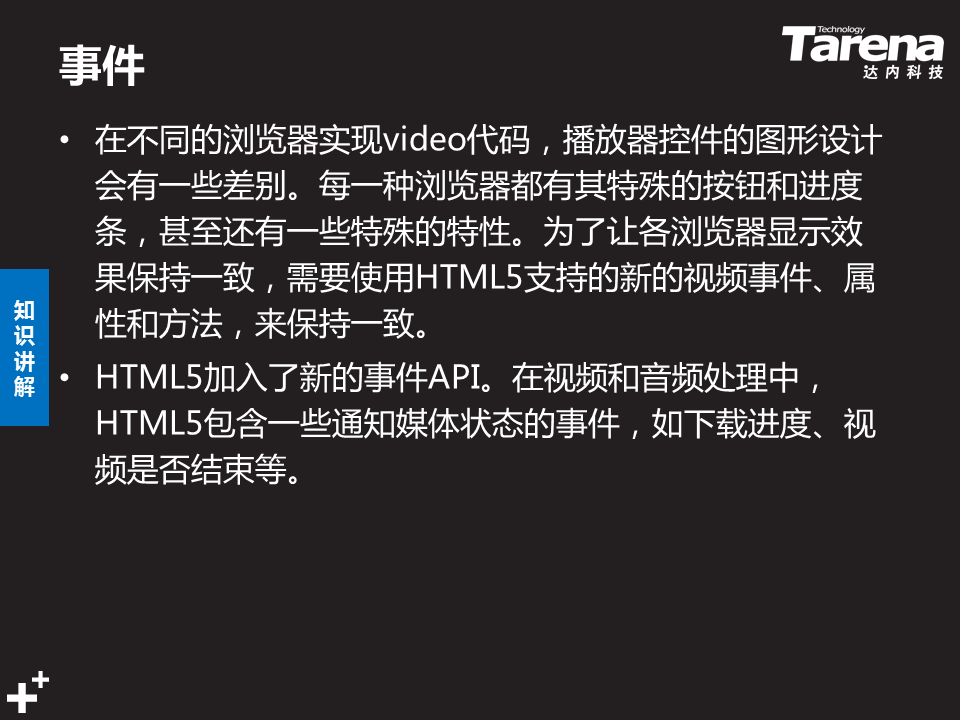 事件
Technology
Tarena
达内科技
• 在不同的浏览器实现video代码，播放器控件的图形设计
会有一些差别。每一种浏览器都有其特殊的按钮和进度
条，甚至还有一些特殊的特性。为了让各浏览器显示效
果保持一致，需要使用HTML5支持的新的视频事件、属
性和方法，来保持一致。
• HTML5加入了新的事件API。在视频和音频处理中，
HTML5包含一些通知媒体状态的事件，如下载进度、视
频是否结束等。
知
识
讲
解